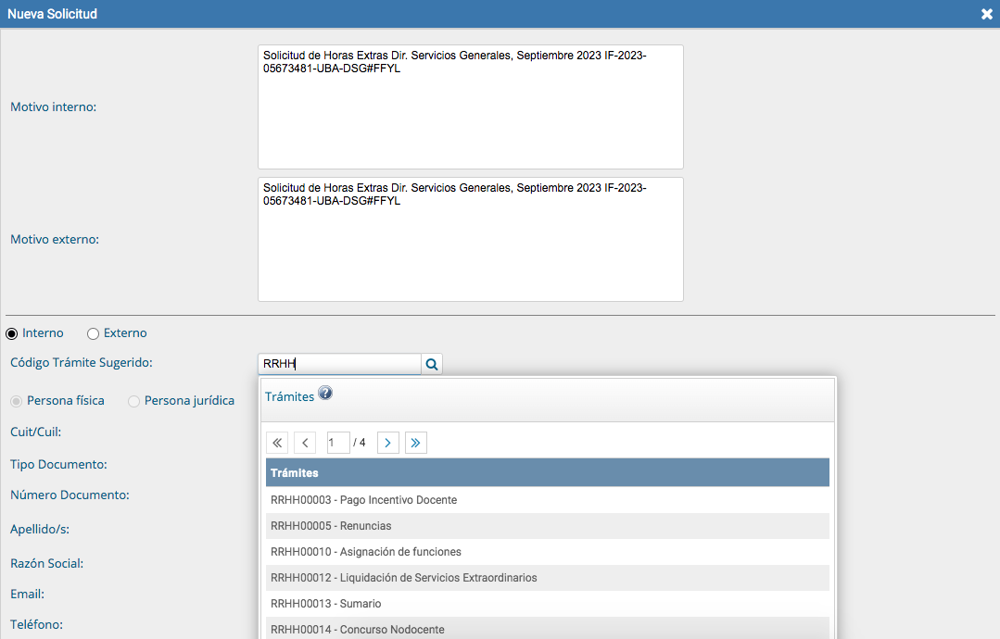 Nueva Solicitud
Motivo interno:
Solicitud de Horas Extras Dir. Servicios Generales, Septiembre 2023 IF-2023-
05673481-UBA-DSG#FFYL
Motivo externo:
Solicitud de Horas Extras Dir. Servicios Generales, Septiembre 2023 IF-2023-
05673481-UBA-DSG#FFYL
Interno Externo
Código Trámite Sugerido: RRHH
Persona física Persona jurídica
Cuit/Cuil:
Tipo Documento:
Número Documento:
Apellido/s:
Razón Social:
Email:
Teléfono:
Trámites ?
1 / 4
Trámites
RRHH00003 - Pago Incentivo Docente
RRHH00005 - Renuncias
RRHH00010 - Asignación de funciones
RRHH00012 - Liquidación de Servicios Extraordinarios
RRHH00013 - Sumario
RRHH00014 - Concurso Nodocente